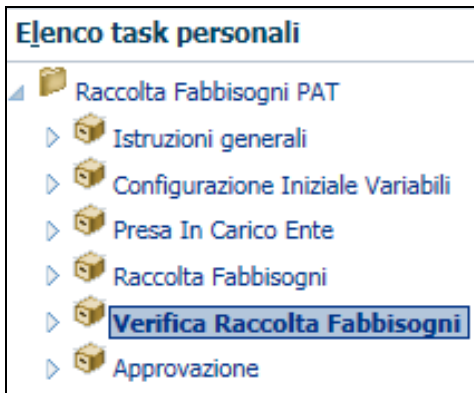 Elenco task personali
Raccolta Fabbisogni PAT
Istruzioni generali
Configurazione Iniziale Variabili
Presa In Carico Ente
Raccolta Fabbisogni
Verifica Raccolta Fabbisogni
Approvazione